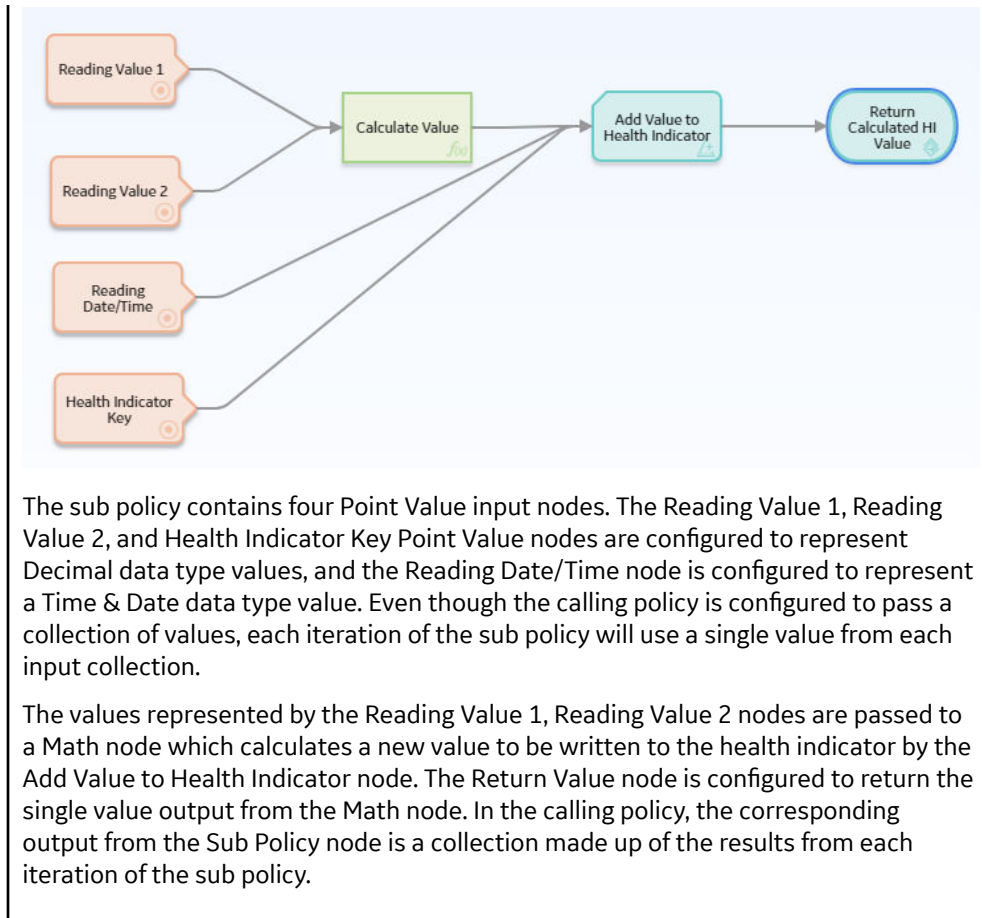 Reading Value 1
Reading Value 2
Reading
Date/Time
Health Indicator
Key
Calculate Value
f(x)
Add Value to
Health Indicator
Return
Calculated HI
Value
The sub policy contains four Point Value input nodes. The Reading Value 1, Reading
Value 2, and Health Indicator Key Point Value nodes are configured to represent
Decimal data type values, and the Reading Date/Time node is configured to represent
a Time & Date data type value. Even though the calling policy is configured to pass a
collection of values, each iteration of the sub policy will use a single value from each
input collection.
The values represented by the Reading Value 1, Reading Value 2 nodes are passed to
a Math node which calculates a new value to be written to the health indicator by the
Add Value to Health Indicator node. The Return Value node is configured to return the
single value output from the Math node. In the calling policy, the corresponding
output from the Sub Policy node is a collection made up of the results from each
iteration of the sub policy.